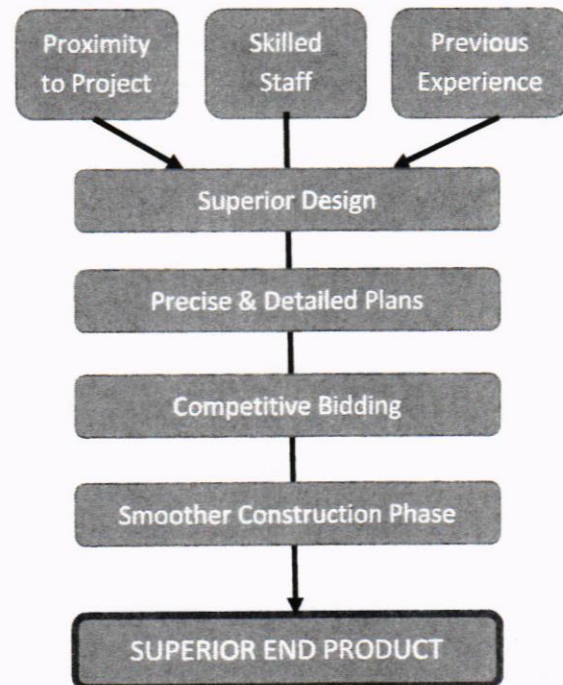 Proximity
to Project
Skilled
Staff
Previous
Experience
Superior Design
Precise & Detailed Plans
Competitive Bidding
Smoother Construction Phase
SUPERIOR END PRODUCT